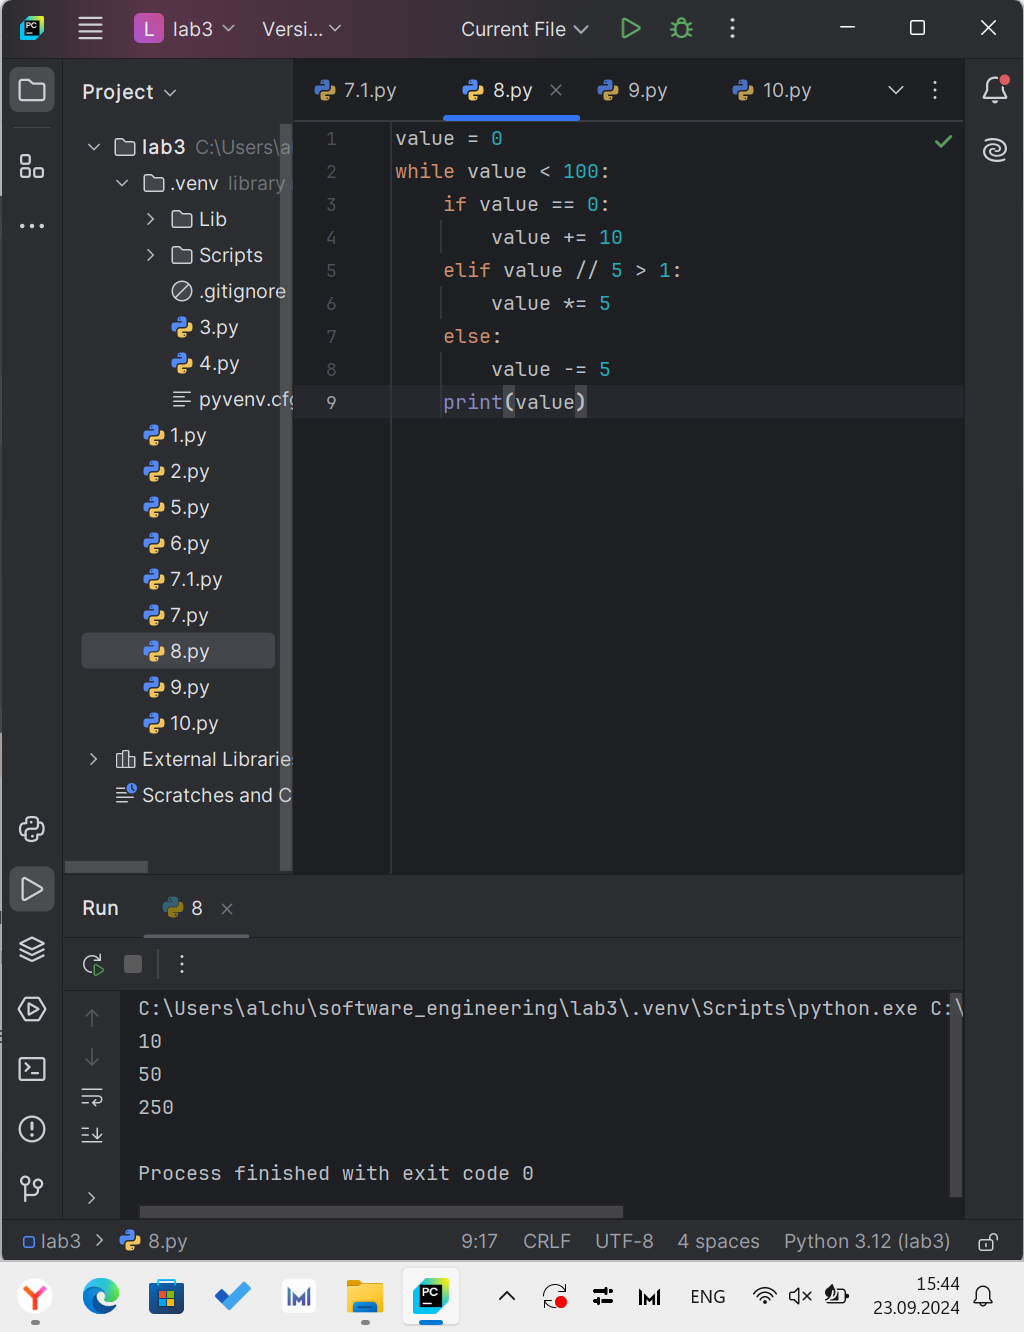 PC
L lab3 Versi... Current File
Project
7.1.py 8.py 9.py 10.py
lab3 C:\Users\a
.venv library
Lib
Scripts
.gitignore
3.py
4.py
pyvenv.cfg
1.py
2.py
5.py
6.py
7.1.py
7.py
8.py
9.py
10.py
External Libraries
Scratches and C
1 value = 0
2 while value < 100:
3 if value == 0:
4 value += 10
5 elif value // 5 > 1:
6 value *= 5
7 else:
8 value -= 5
9 print(value)
Run 8
C:\Users\alchu\software_engineering\lab3\.venv\Scripts\python.exe C:\
10
50
250
Process finished with exit code 0
lab3 > 8.py 9:17 CRLF UTF-8 4 spaces Python 3.12 (lab3)
PC ENG 15:44
23.09.2024